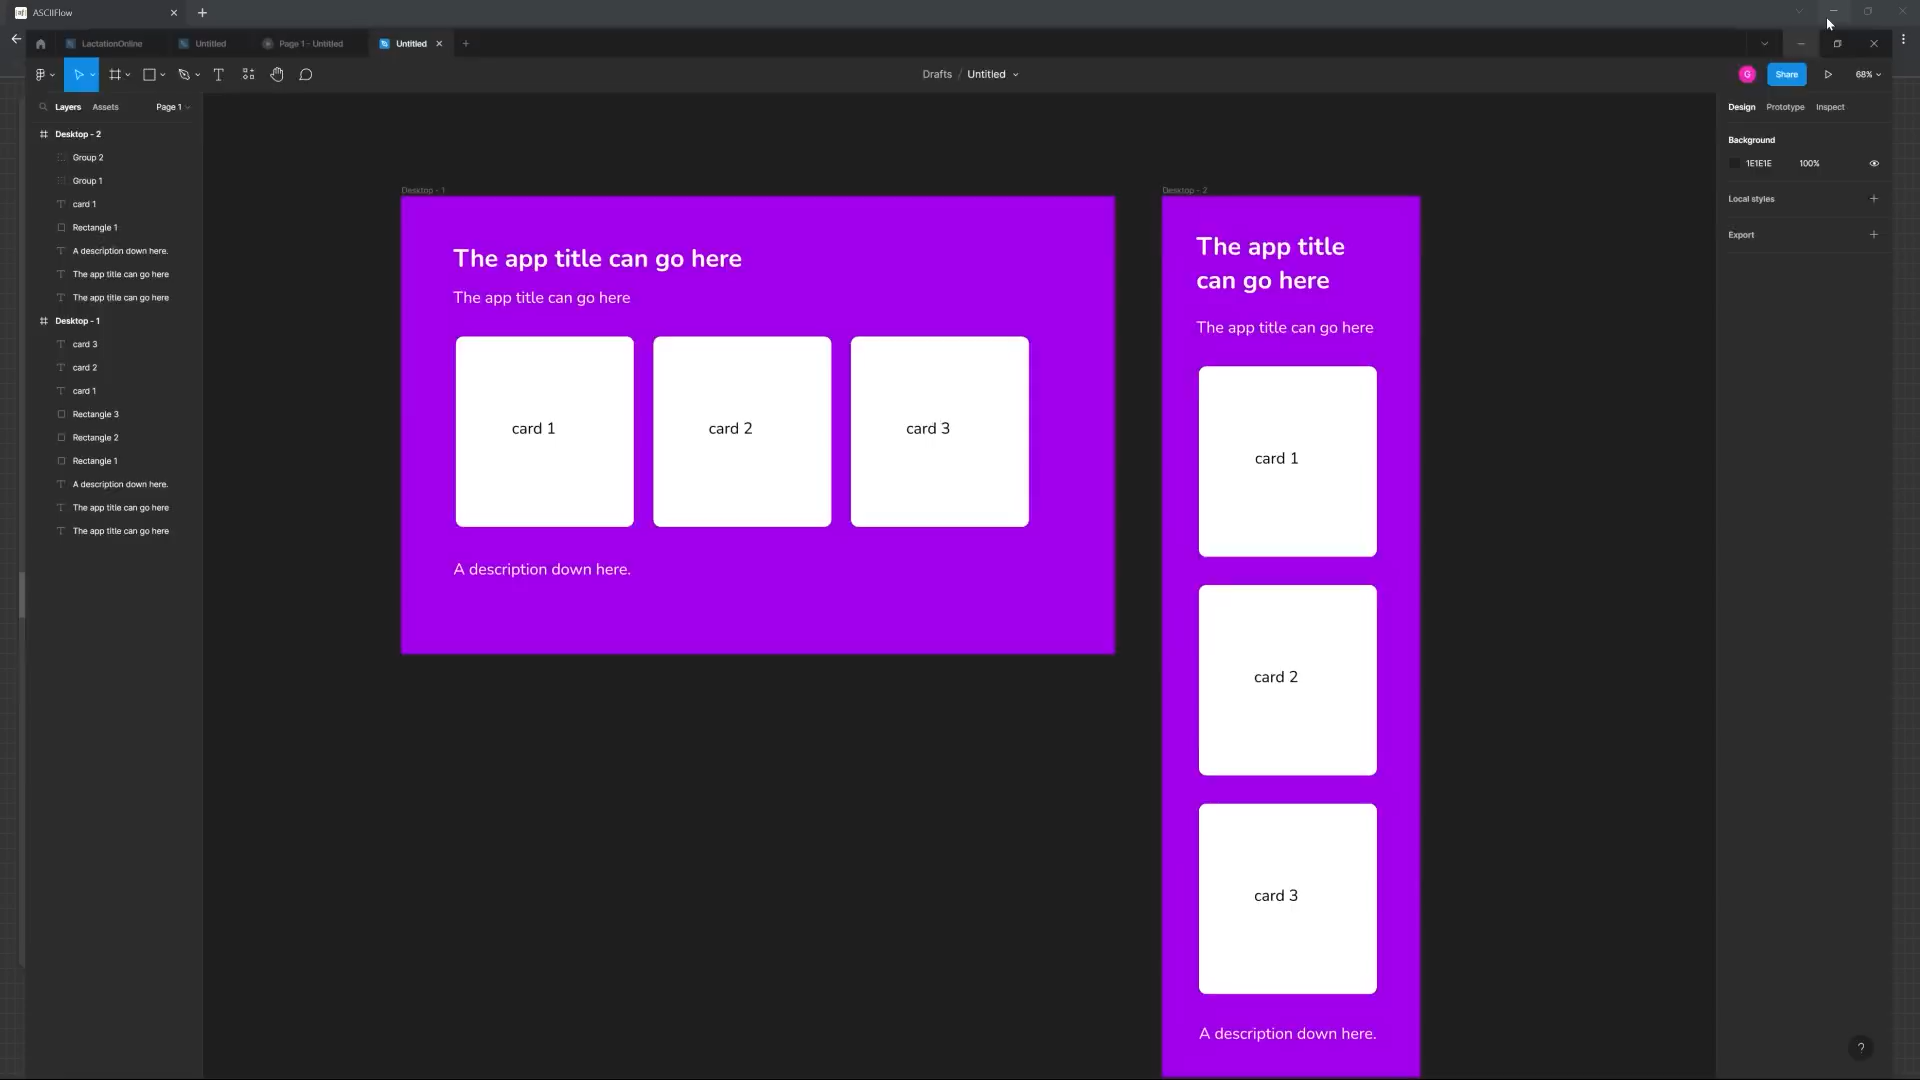 ASCIIFlow
LactationOnline
Untitled
Page 1 - Untitled
Untitled
Drafts / Untitled
G
Share
68%
Layers
Assets
Page 1
Desktop - 2
Group 2
Group 1
card 1
Rectangle 1
A description down here.
The app title can go here
The app title can go here
Desktop - 1
card 3
card 2
card 1
Rectangle 3
Rectangle 2
Rectangle 1
A description down here.
The app title can go here
The app title can go here
Desktop - 1
The app title can go here
The app title can go here
card 1
card 2
card 3
A description down here.
Desktop - 2
The app title
can go here
The app title can go here
card 1
card 2
card 3
A description down here.
Design
Prototype
Inspect
Background
1E1E1E
100%
Local styles
Export
?